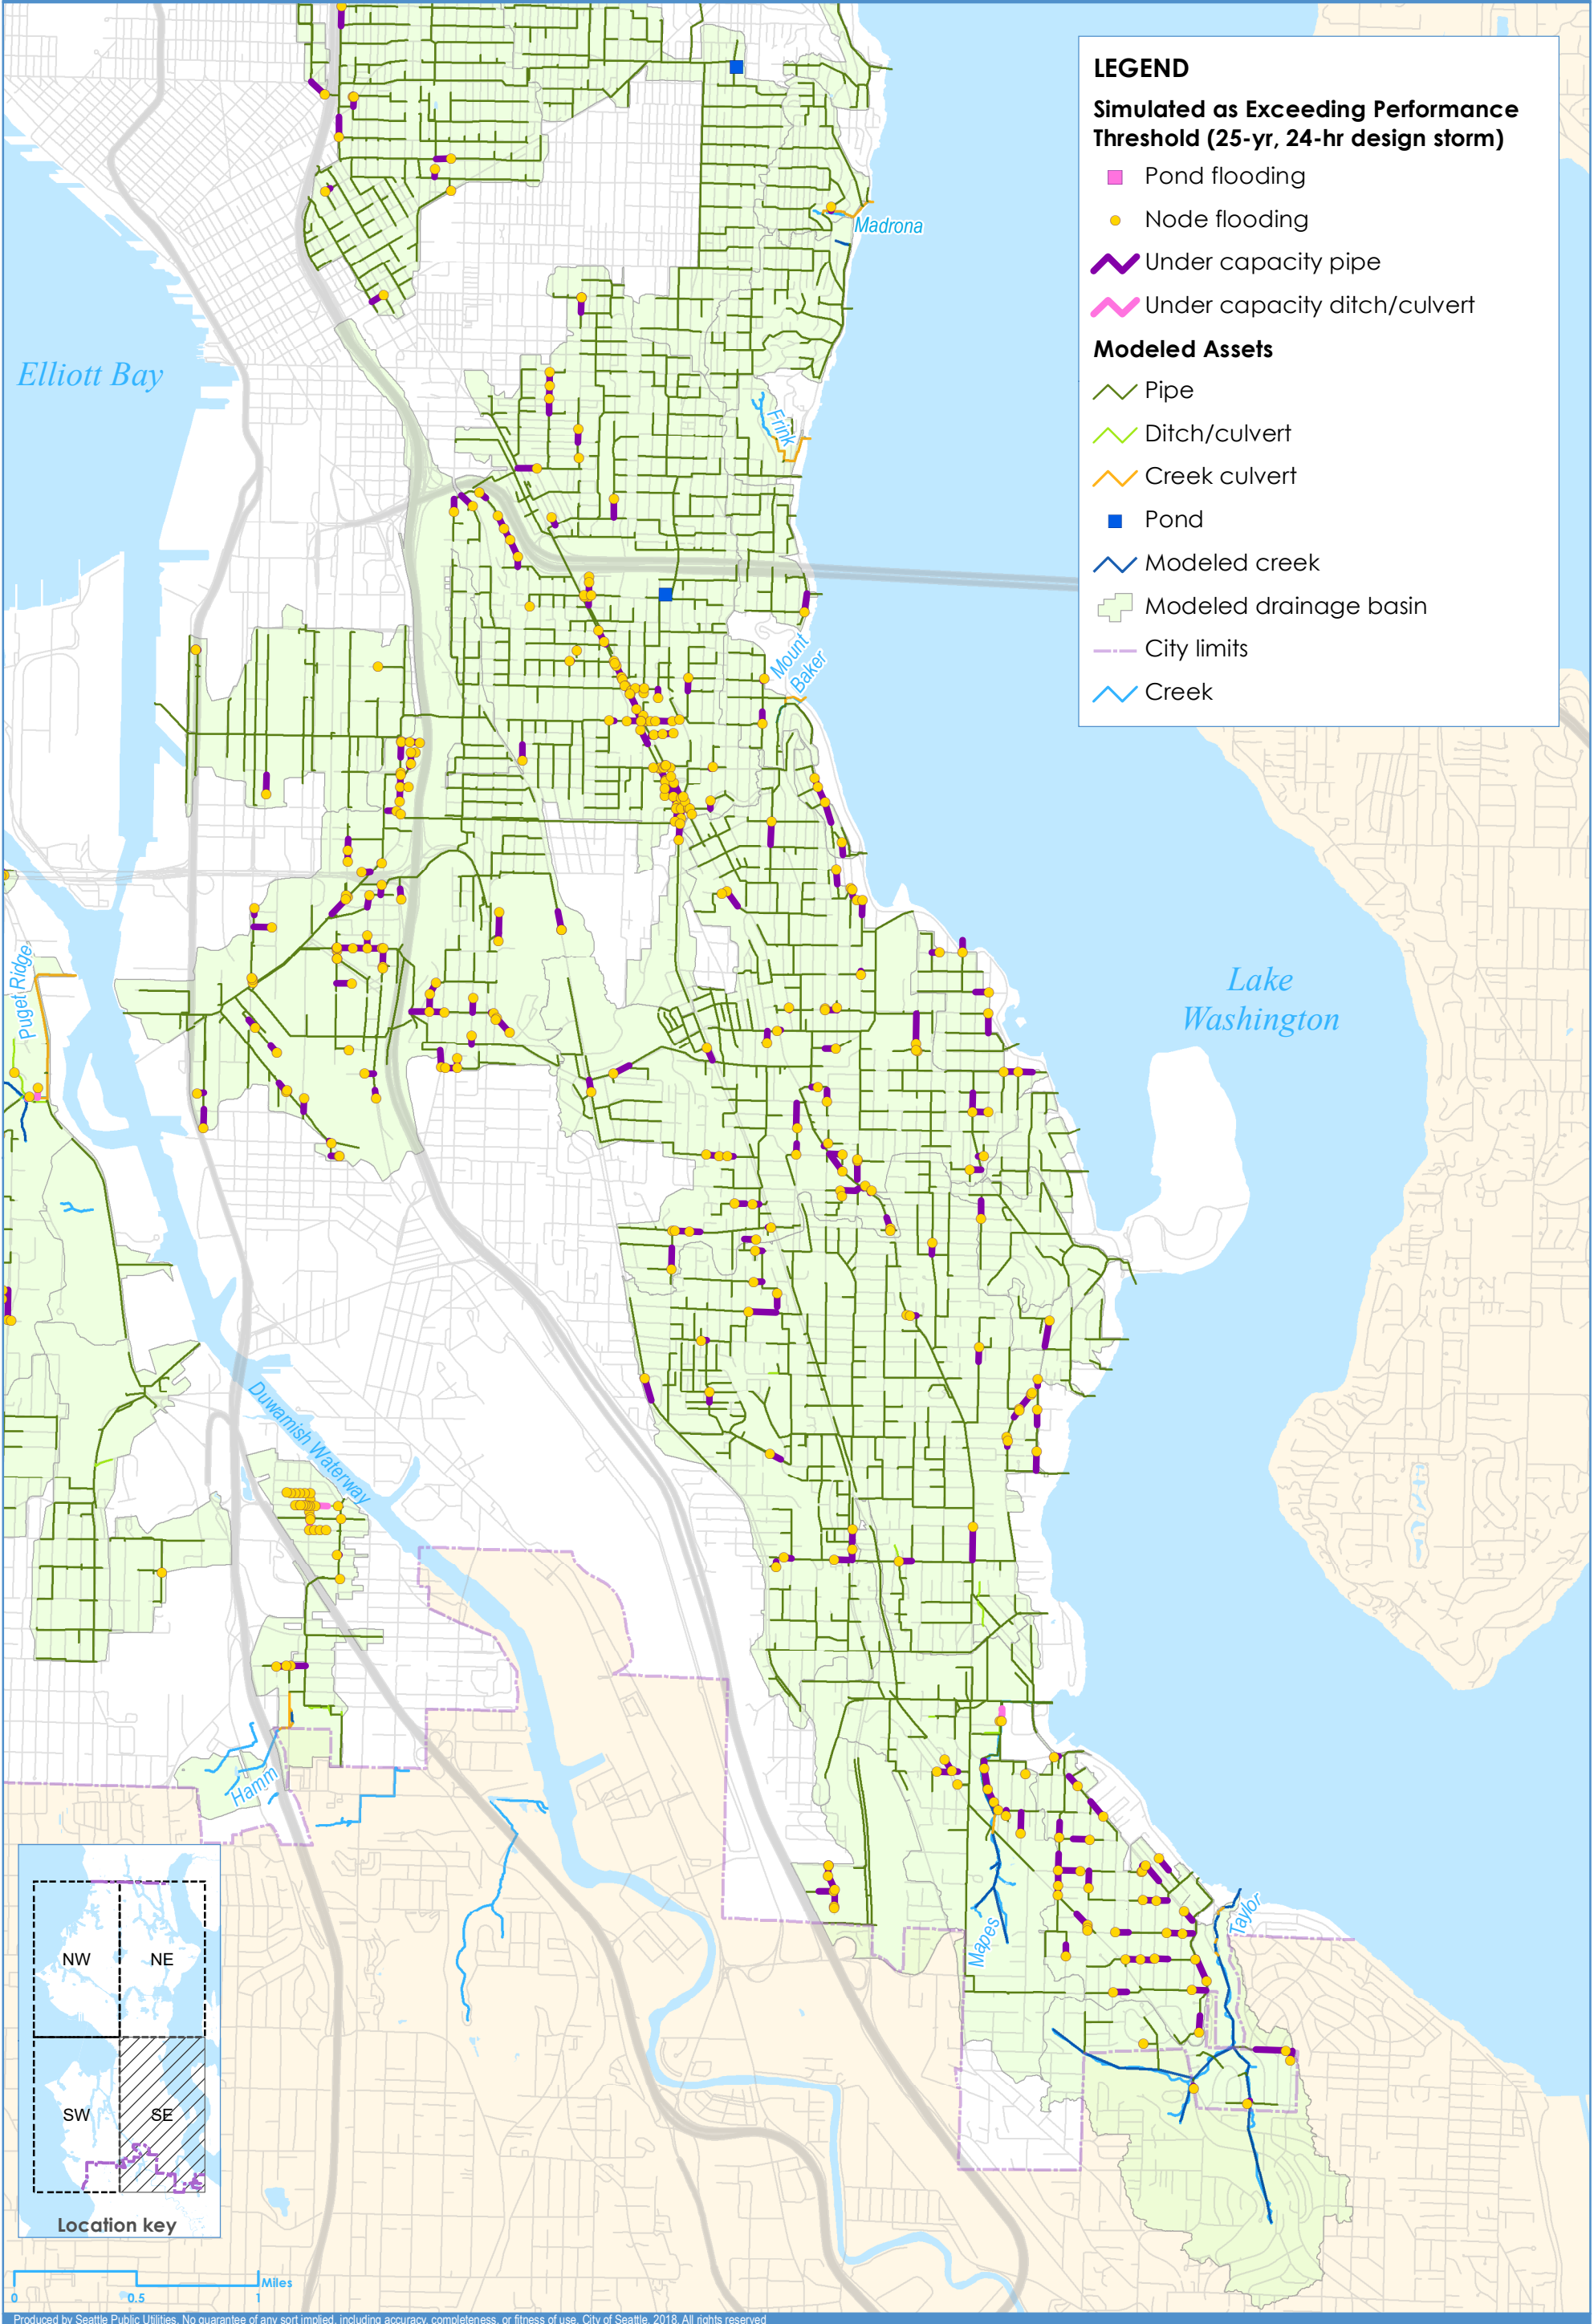 LEGEND
Simulated as Exceeding Performance
Threshold (25-yr, 24-hr design storm)
Pond flooding
Node flooding
Under capacity pipe
Under capacity ditch/culvert
Modeled Assets
Pipe
Ditch/culvert
Creek culvert
Pond
Modeled creek
Modeled drainage basin
City limits
Creek
Madrona
Elliott Bay
Frink
Mount
Baker
Puget Ridge
Lake
Washington
Duwamish Waterway
Hamm
Mapes
Taylor
NW
NE
SW
SE
Location key
Miles
0
0.5
1
Produced by Seattle Public Utilities. No guarantee of any sort implied, including accuracy, completeness, or fitness of use. City of Seattle, 2018. All rights reserved